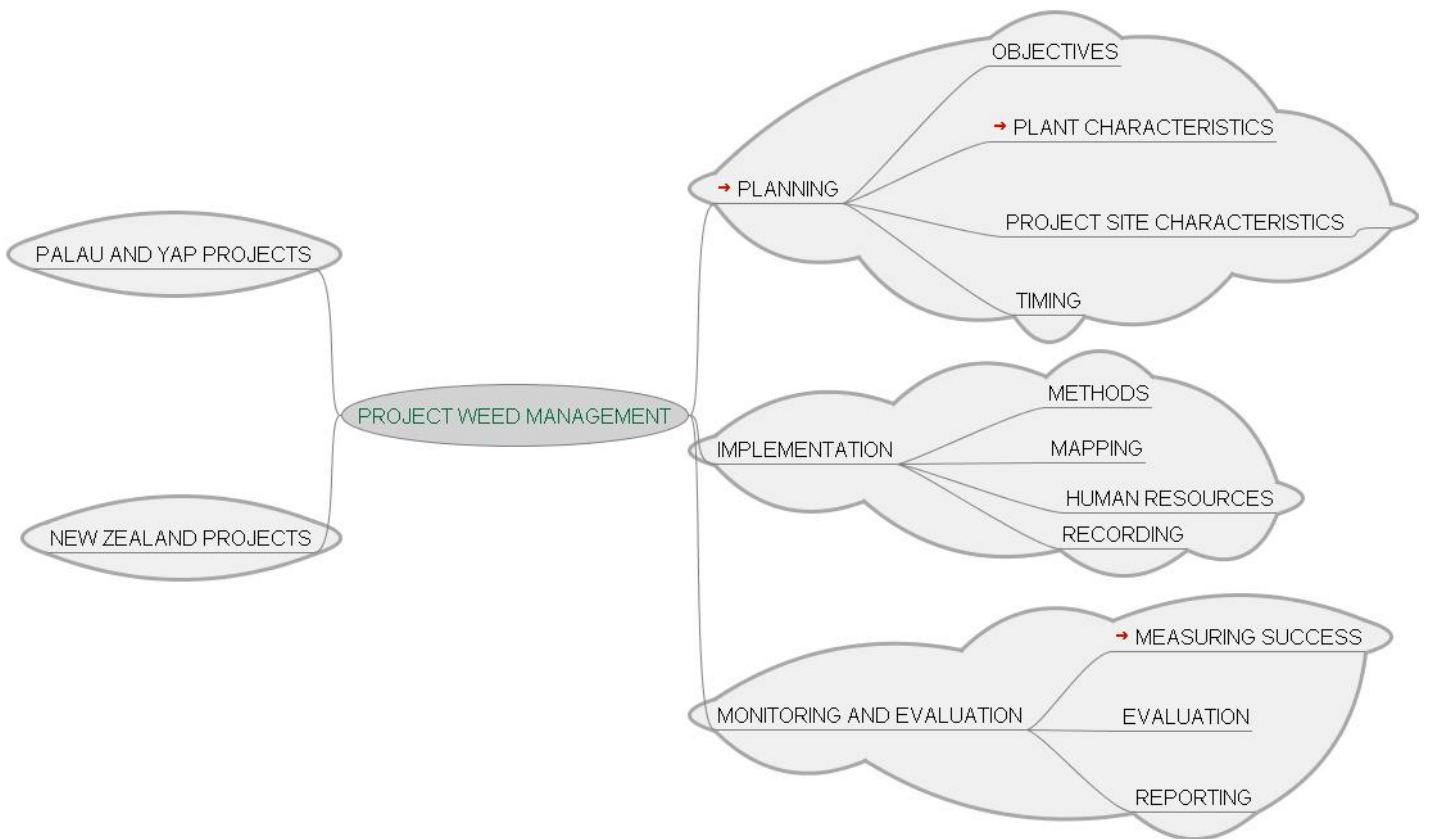 OBJECTIVES
PLANT CHARACTERISTICS
PLANNING
PROJECT SITE CHARACTERISTICS
TIMING
PALAU AND YAP PROJECTS
PROJECT WEED MANAGEMENT
NEW ZEALAND PROJECTS
METHODS
IMPLEMENTATION
MAPPING
HUMAN RESOURCES
RECORDING
MEASURING SUCCESS
MONITORING AND EVALUATION
EVALUATION
REPORTING